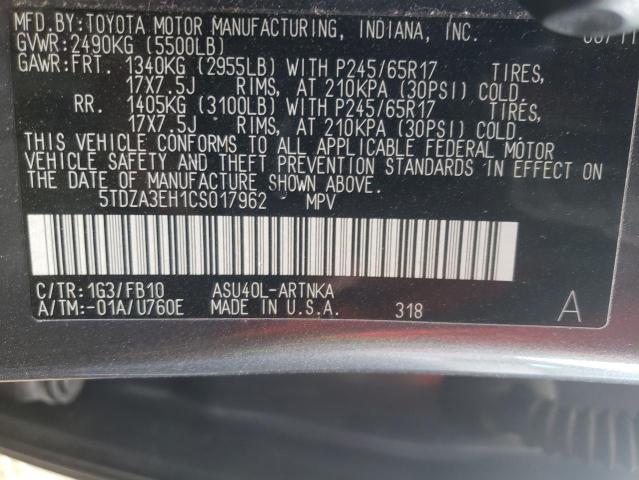 MFD.BY:TOYOTA MOTOR MANUFACTURING, INDIANA, INC.
GVWR:2490KG (5500LB)
GAWR:FRT. 1340KG (2955LB) WITH P245/65R17 TIRES,
17X7.5J RIMS, AT 210KPA (30PSI) COLD.
RR. 1405KG (3100LB) WITH P245/65R17 TIRES,
17X7.5J RIMS, AT 210KPA (30PSI) COLD.
THIS VEHICLE CONFORMS TO ALL APPLICABLE FEDERAL MOTOR
VEHICLE SAFETY AND THEFT PREVENTION STANDARDS IN EFFECT ON
THE DATE OF MANUFACTURE SHOWN ABOVE.
5TDZA3EH1CS017962 MPV
C/TR:1G3/FB10 ASU40L-ARTNKA
A/TM:-01A/U760E MADE IN U.S.A. 318 A